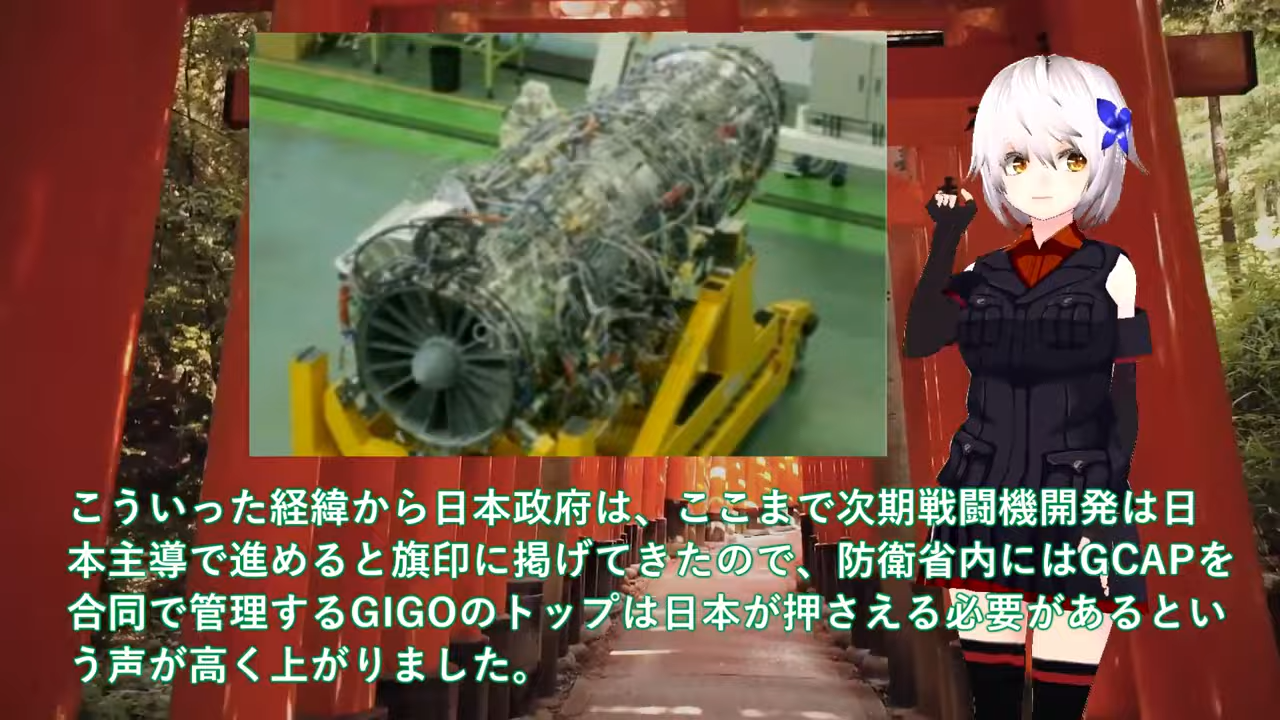 こういった経緯から日本政府は、ここまで次期戦闘機開発は日
本主導で進めると旗印に掲げてきたので、防衛省内にはGCAPを
合同で管理するGIGOのトップは日本が押さえる必要があるとい
う声が高く上がりました。